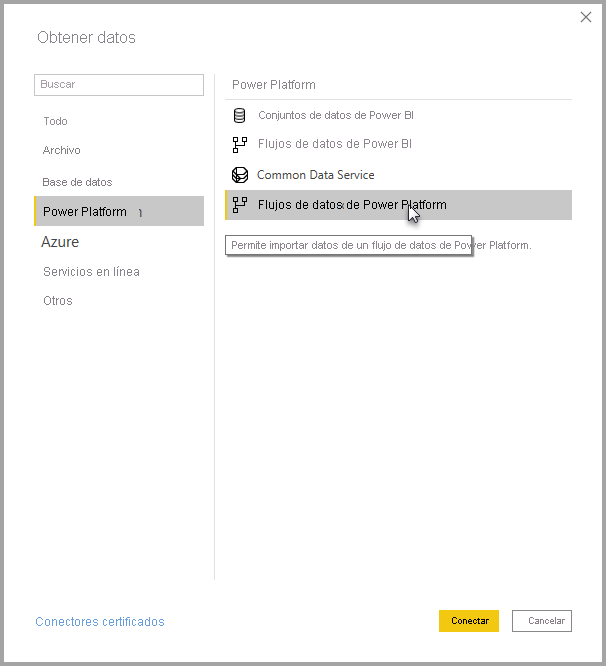 Obtener datos
Buscar
Todo
Archivo
Base de datos
Power Platform 1
Azure
Servicios en línea
Otros
Power Platform
Conjuntos de datos de Power BI
Flujos de datos de Power BI
Common Data Service
Flujos de datos de Power Platform
Permite importar datos de un flujo de datos de Power Platform.
Conectores certificados
Conectar
Cancelar